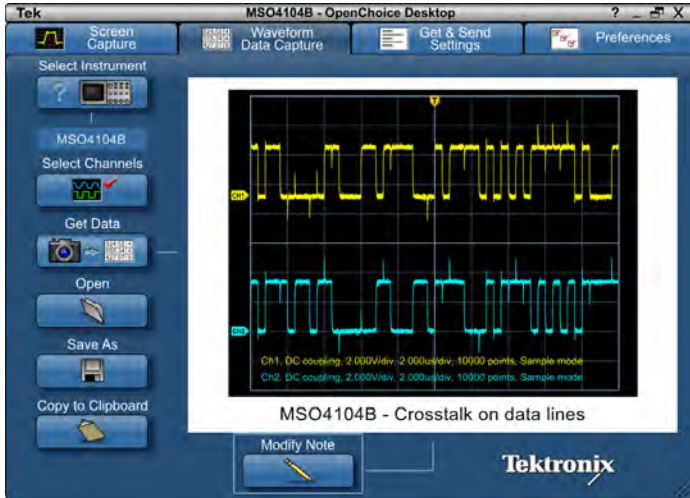 Tek
MSO4104B - OpenChoice Desktop
? _ X
Screen Capture
Waveform Data Capture
Get & Send Settings
Preferences
Select Instrument
?
MSO4104B
Select Channels
Get Data
Open
Save As
Copy to Clipboard
T
CH1
CH2
Ch1, DC coupling, 2.000V/div, 2.000us/div, 10000 points, Sample mode
Ch2, DC coupling, 2.000V/div, 2.000us/div, 10000 points, Sample mode
MSO4104B - Crosstalk on data lines
Modify Note
Tektronix